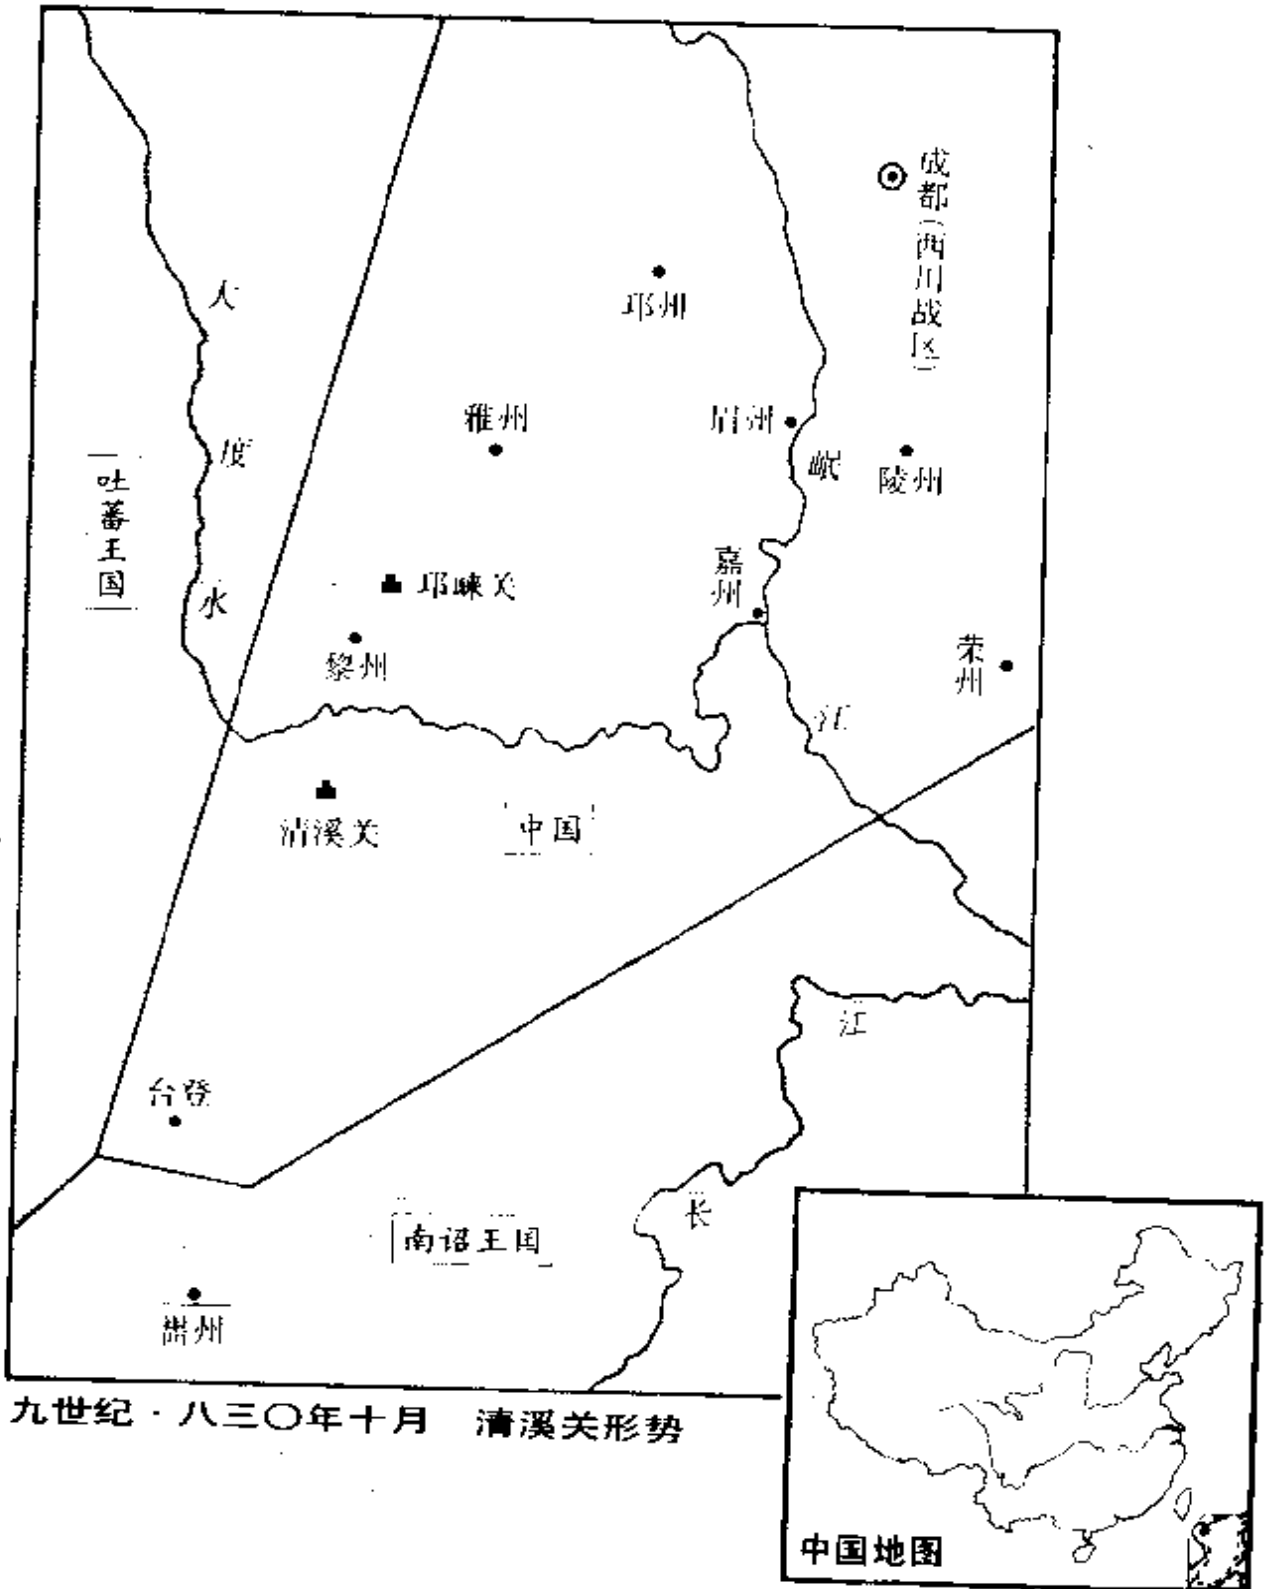 成都（西川战区）
邛州
大度水
雅州
眉州
岷江
陵州
吐蕃王国
邛崃关
嘉州
黎州
荣州
清溪关
中国
长江
台登
南诏王国
巂州
九世纪·八三〇年十月 清溪关形势
中国地图